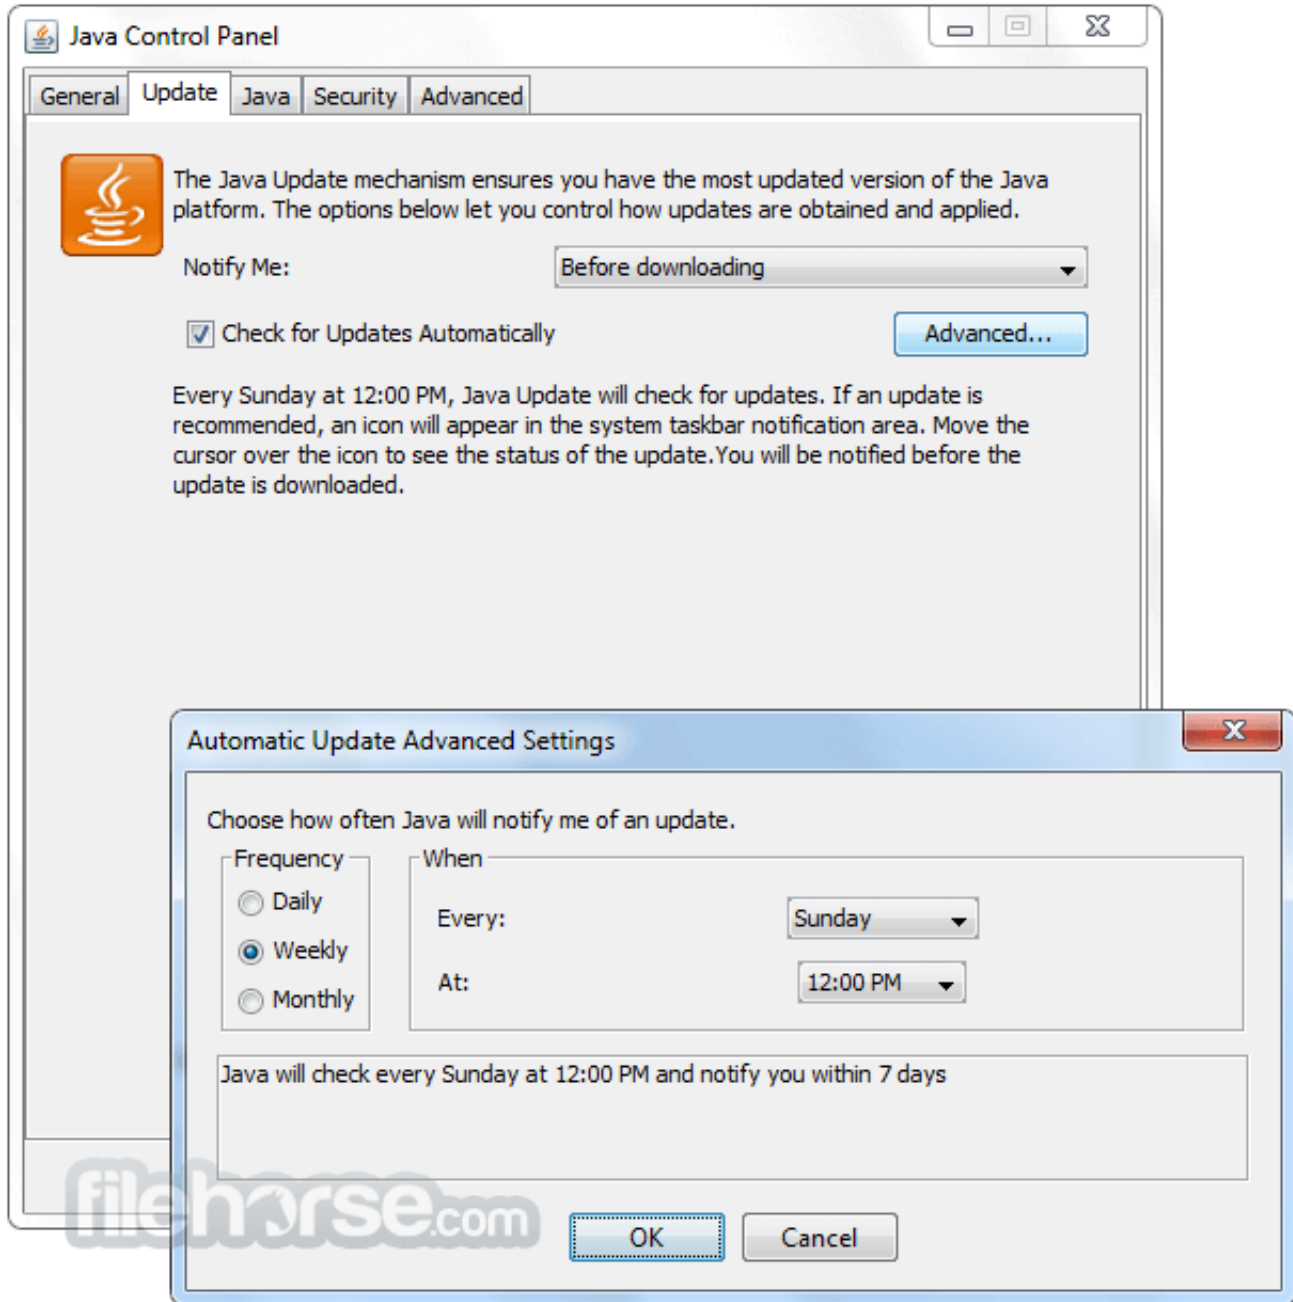 Java Control Panel
General Update Java Security Advanced
The Java Update mechanism ensures you have the most updated version of the Java
platform. The options below let you control how updates are obtained and applied.
Notify Me: Before downloading
Check for Updates Automatically Advanced...
Every Sunday at 12:00 PM, Java Update will check for updates. If an update is
recommended, an icon will appear in the system taskbar notification area. Move the
cursor over the icon to see the status of the update.You will be notified before the
update is downloaded.
Automatic Update Advanced Settings
Choose how often Java will notify me of an update.
Frequency When
Daily
Every: Sunday
Weekly
At: 12:00 PM
Monthly
Java will check every Sunday at 12:00 PM and notify you within 7 days
filehorse.com
OK Cancel